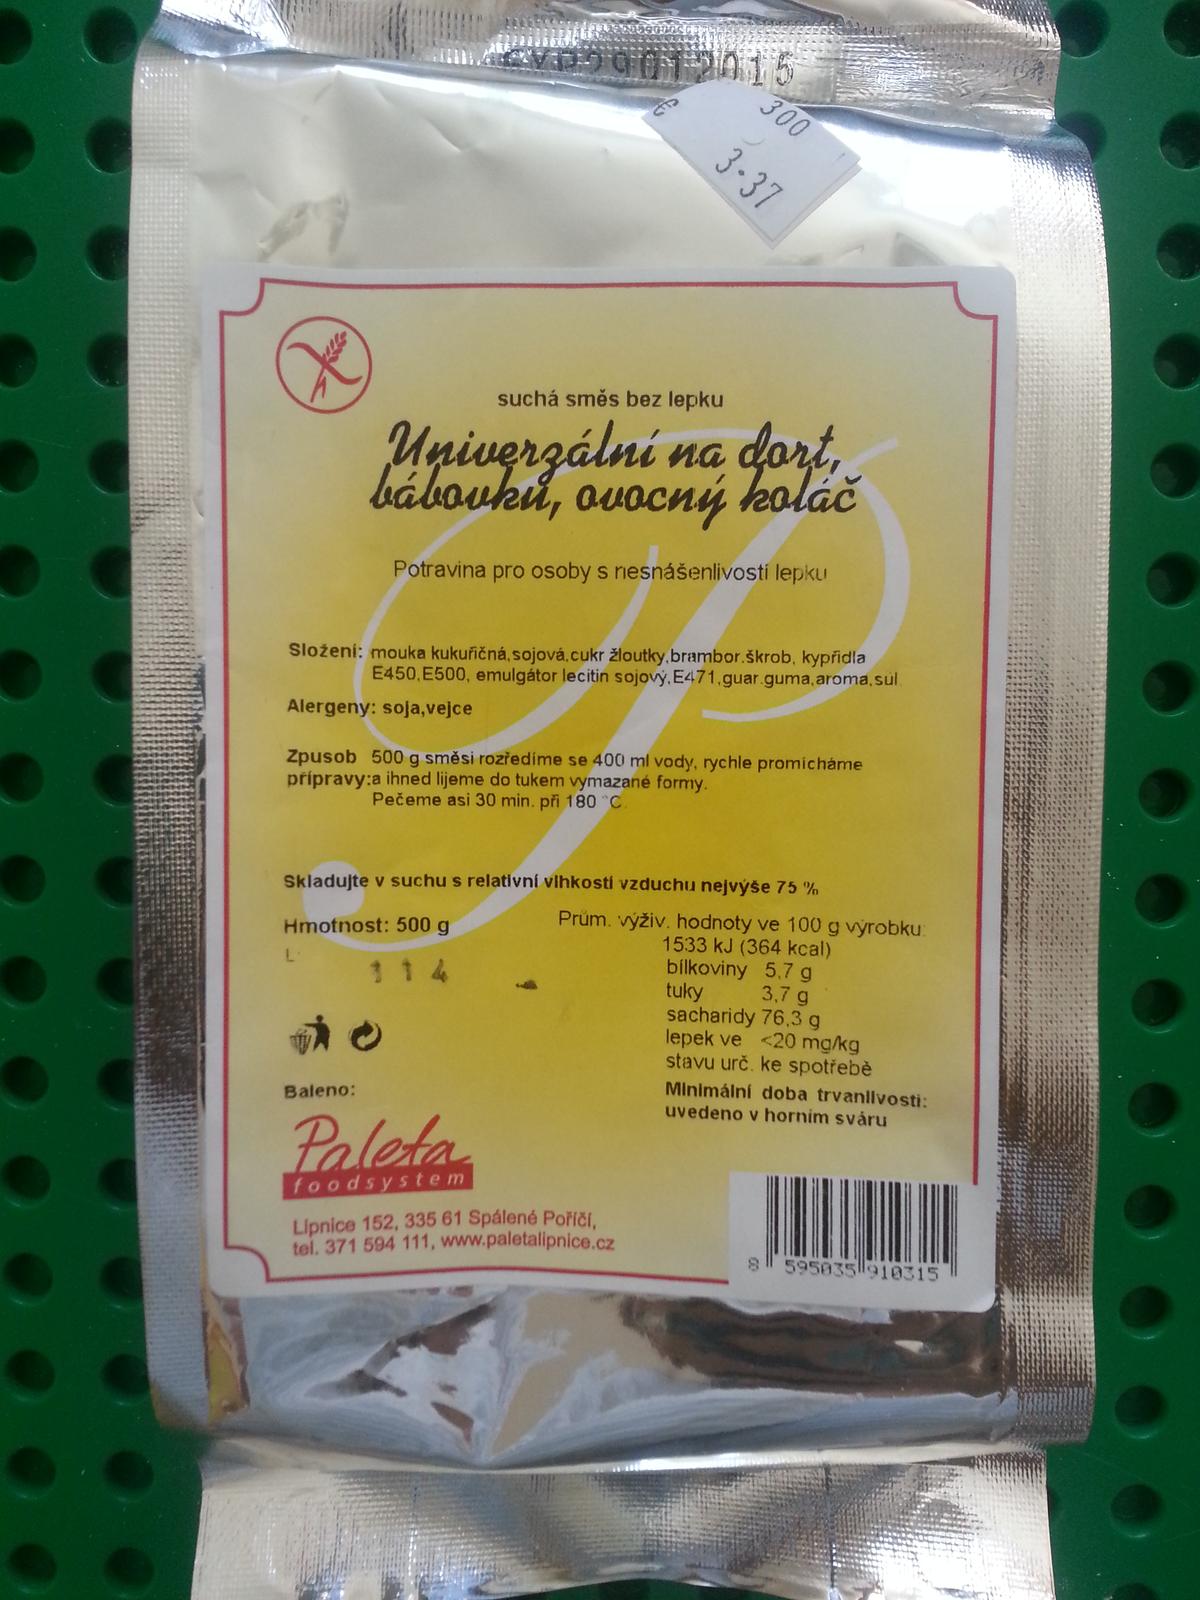 EXP29012015
€ 300
3.37
suchá směs bez lepku
Univerzální na dort,
bábovku, ovocný koláč
Potravina pro osoby s nesnášenlivostí lepku
Složení: mouka kukuřičná,sojová,cukr žloutky,brambor.škrob, kypřidla
E450,E500, emulgátor lecitin sojový,E471,guar.guma,aroma,sůl
Alergeny: soja,vejce
Zpusob 500 g směsi rozředíme se 400 ml vody, rychle promícháme
přípravy:a ihned lijeme do tukem vymazané formy.
Pečeme asi 30 min. při 180 °C.
Skladujte v suchu s relativní vlhkostí vzduchu nejvýše 75 %
Hmotnost: 500 g
L:
114
Prům. výživ. hodnoty ve 100 g výrobku:
1533 kJ (364 kcal)
bílkoviny 5,7 g
tuky 3,7 g
sacharidy 76,3 g
lepek ve <20 mg/kg
stavu urč. ke spotřebě
Minimální doba trvanlivosti:
uvedeno v horním sváru
Baleno:
Paleta
foodsystem
Lipnice 152, 335 61 Spálené Poříčí,
tel. 371 594 111, www.paletalipnice.cz
8 595035 910315